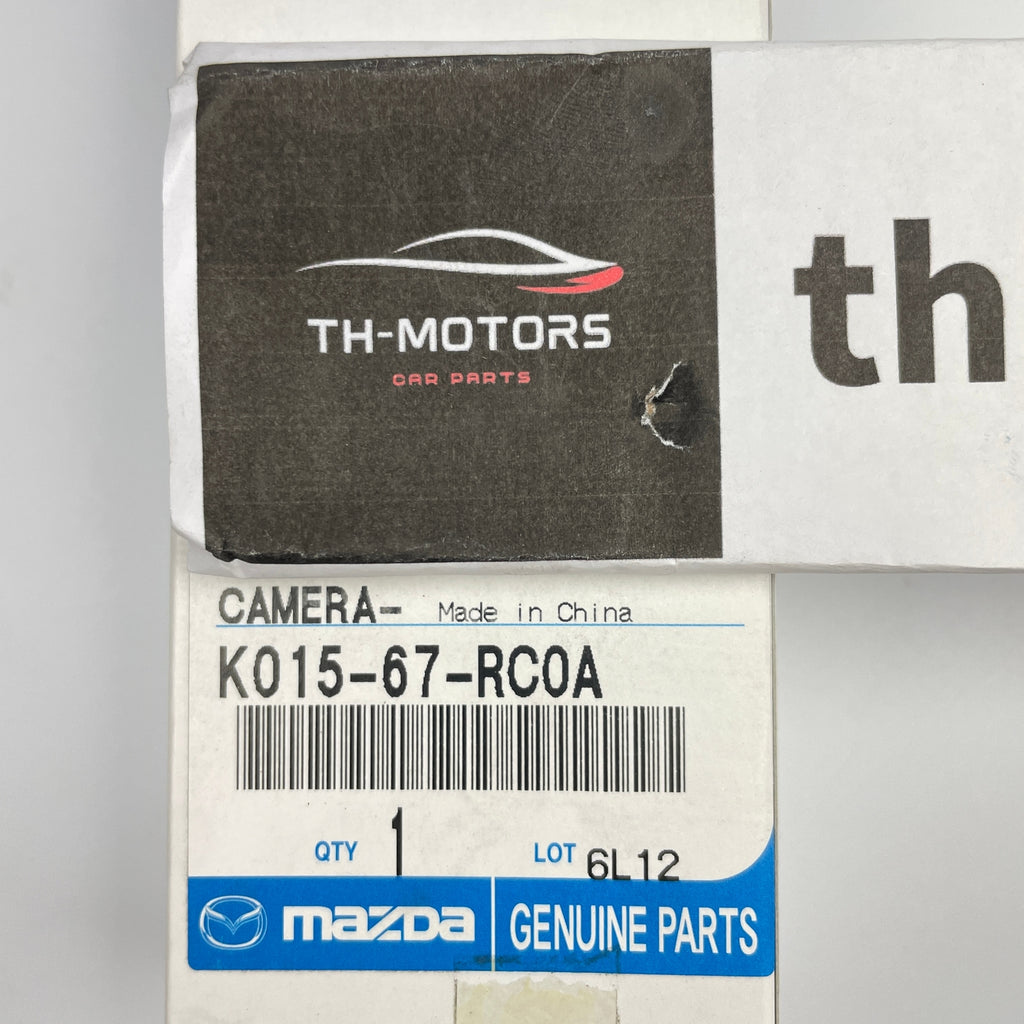 TH-MOTORS
CAR PARTS
th
CAMERA- Made in China
K015-67-RC0A
QTY 1 LOT 6L12
mazda GENUINE PARTS